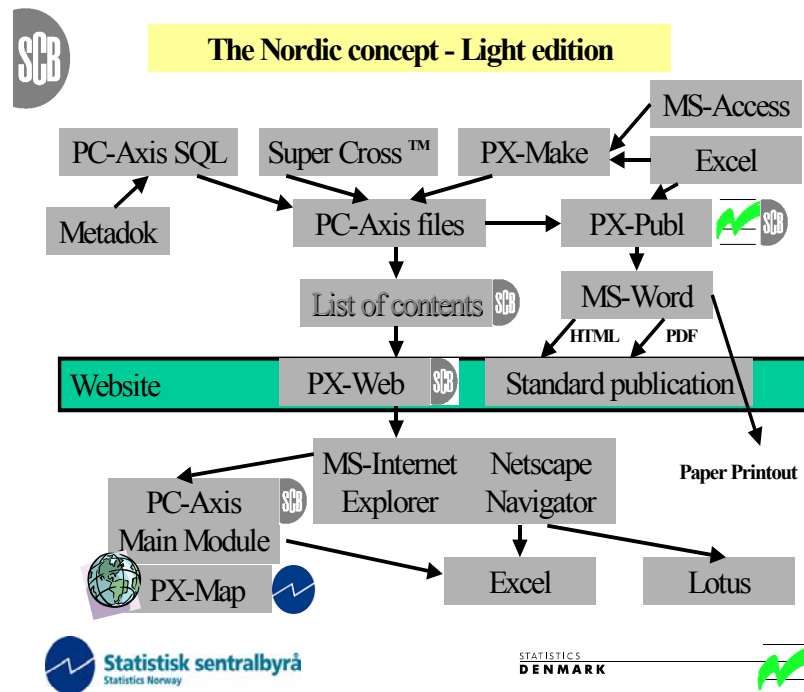 SCB
The Nordic concept - Light edition
MS-Access
PC-Axis SQL
Super Cross ™
PX-Make
Excel
Metadok
PC-Axis files
PX-Publ
SCB
List of contents
SCB
MS-Word
HTML
PDF
Website
PX-Web
SCB
Standard publication
MS-Internet
Explorer
Netscape
Navigator
Paper Printout
PC-Axis
Main Module
SCB
PX-Map
Excel
Lotus
Statistisk sentralbyrå
Statistics Norway
STATISTICS
DENMARK